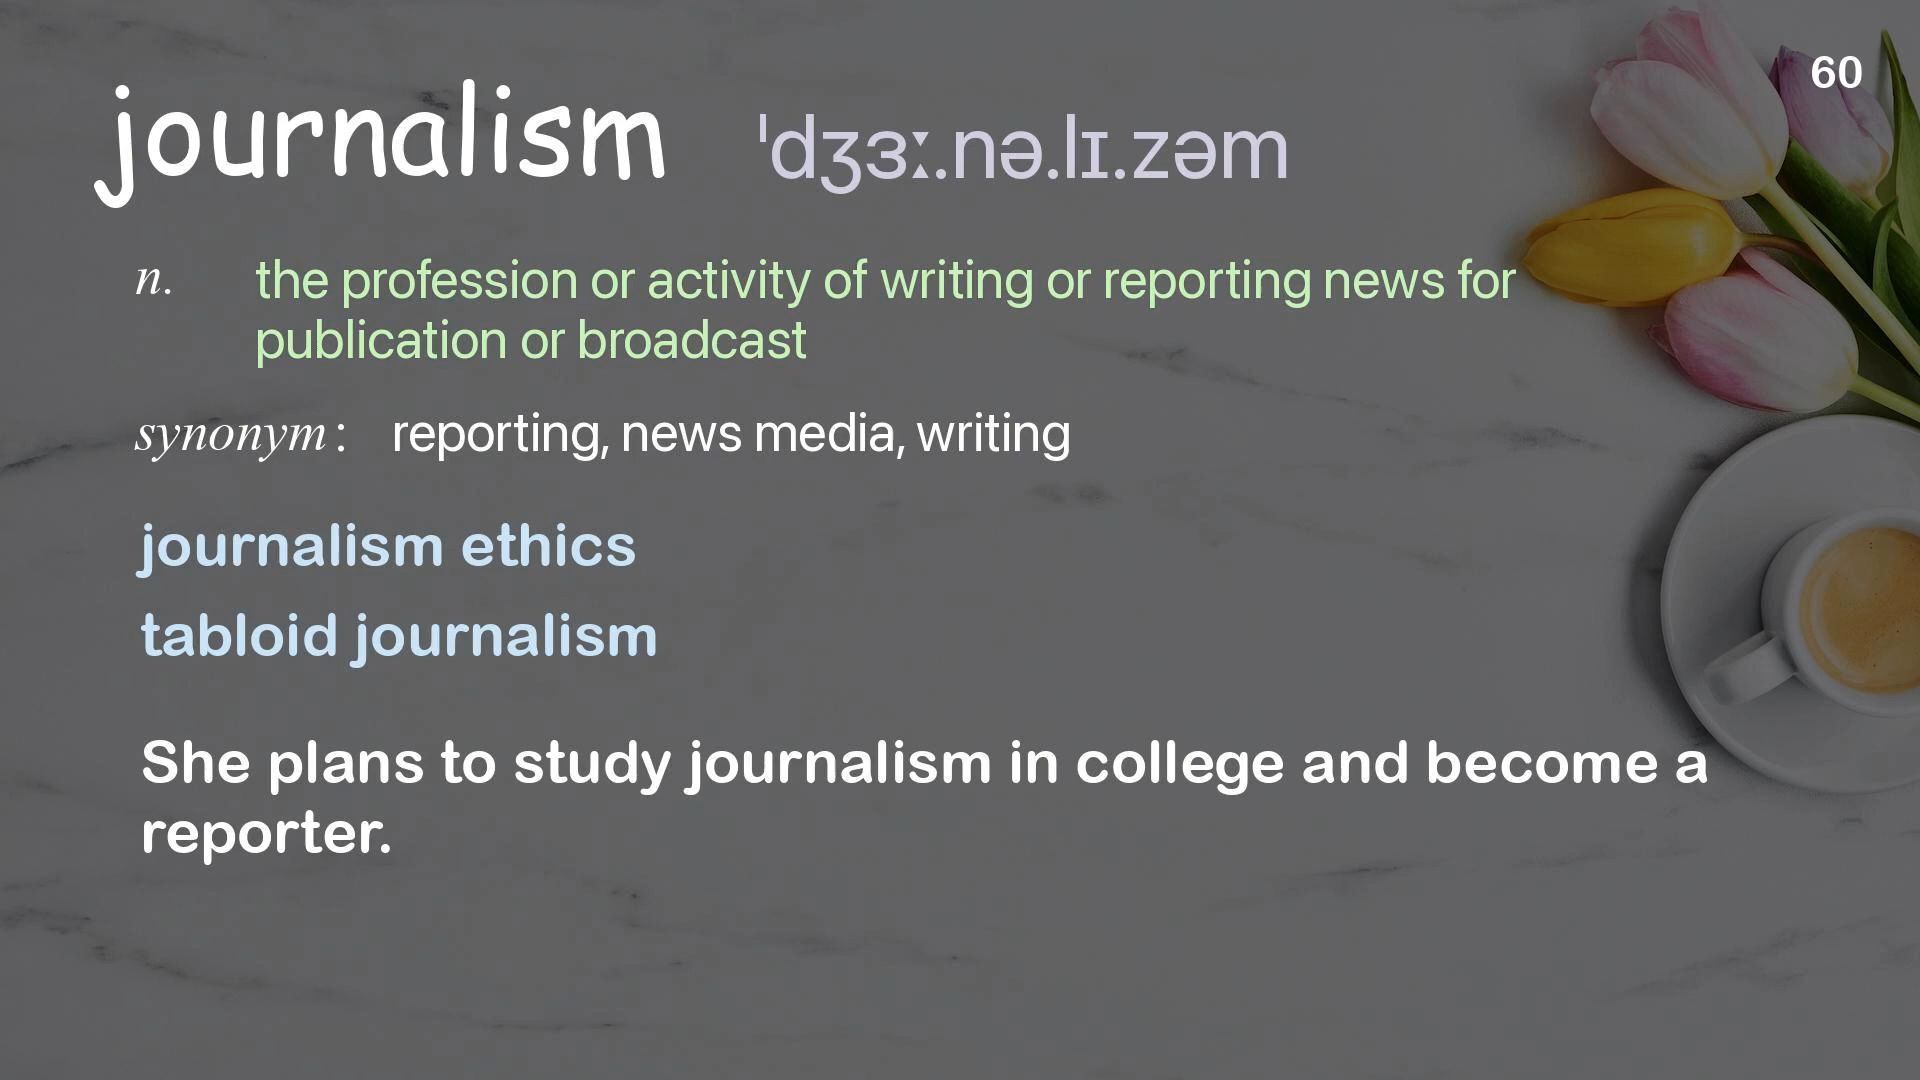 60
journalism ˈdʒɜː.nə.lɪ.zəm
n. the profession or activity of writing or reporting news for
publication or broadcast
synonym: reporting, news media, writing
journalism ethics
tabloid journalism
She plans to study journalism in college and become a
reporter.